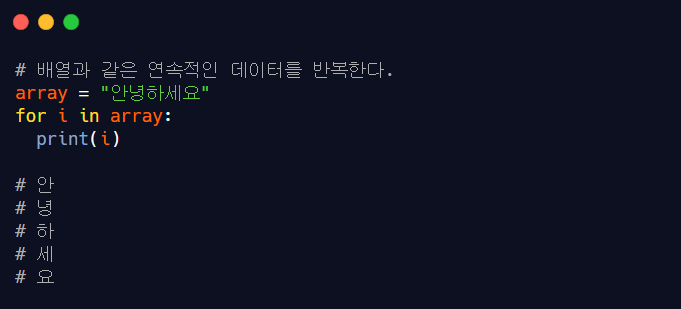 # 배열과 같은 연속적인 데이터를 반복한다.
array = "안녕하세요"
for i in array:
  print(i)

# 안
# 녕
# 하
# 세
# 요